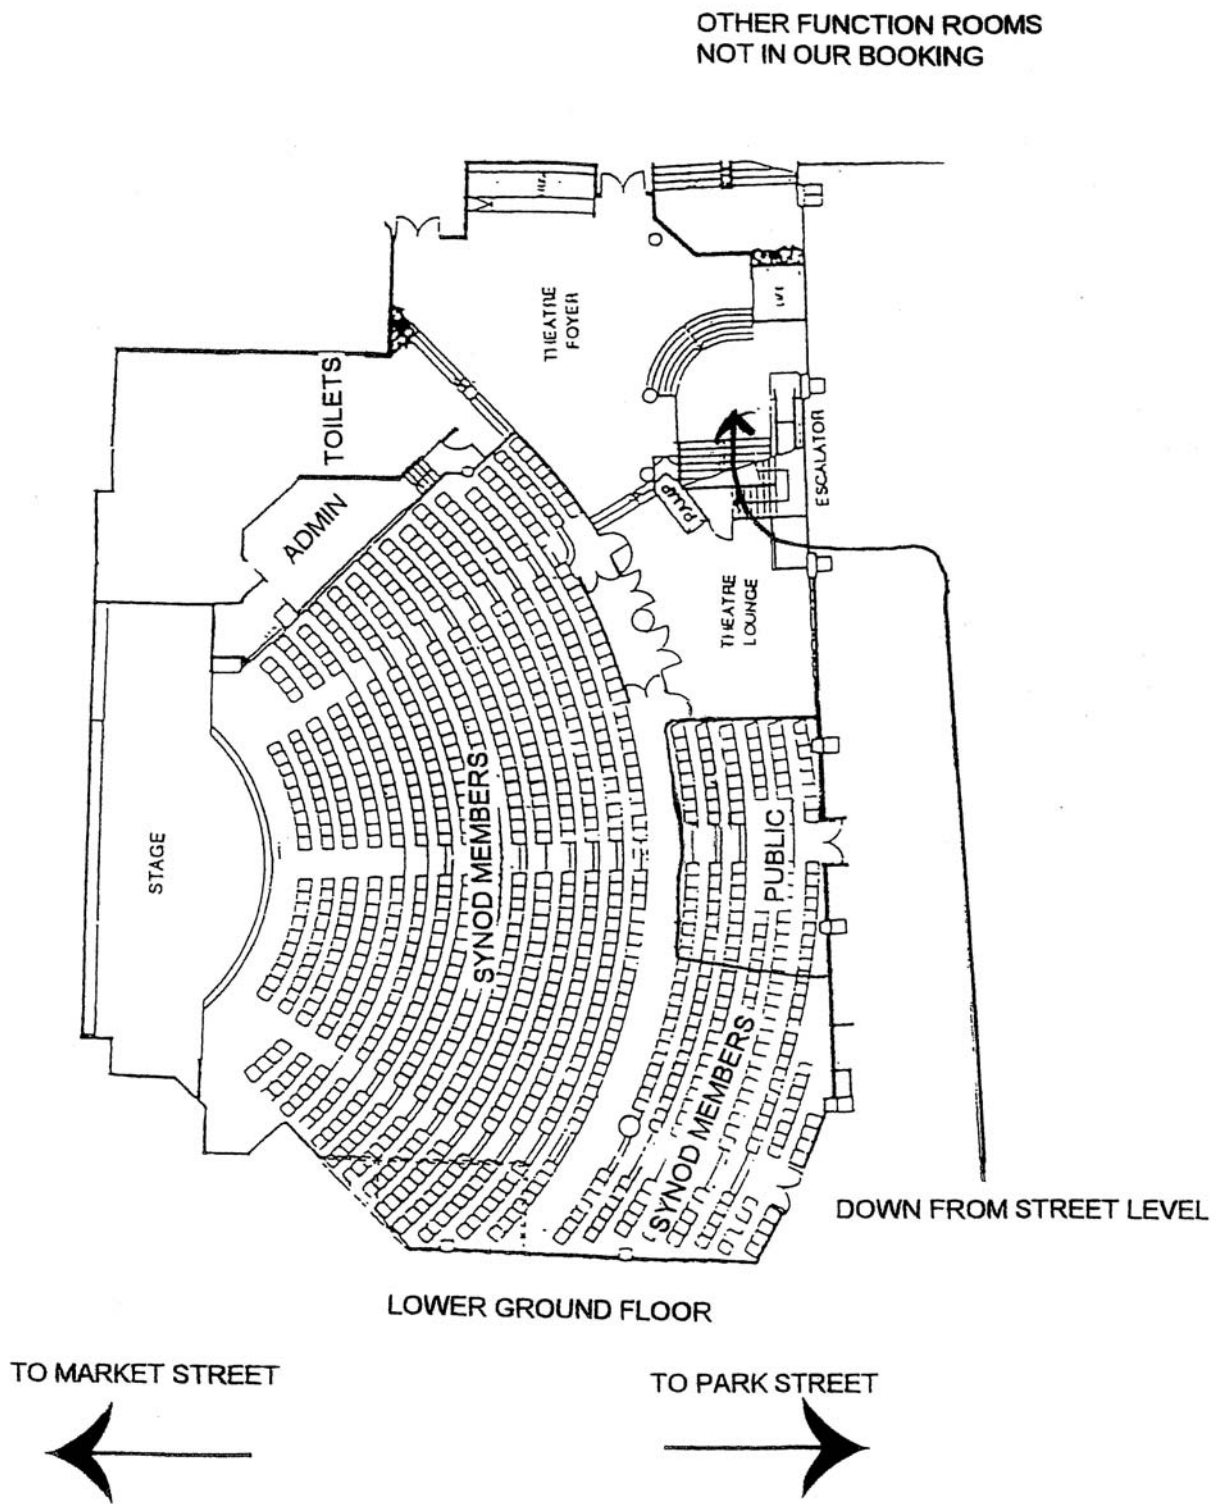 OTHER FUNCTION ROOMS
NOT IN OUR BOOKING
THEATRE
FOYER
TOILETS
ESCALATOR
ADMIN
THEATRE
LOUNGE
STAGE
SYNOD MEMBERS
PUBLIC
SYNOD MEMBERS
DOWN FROM STREET LEVEL
LOWER GROUND FLOOR
TO MARKET STREET
TO PARK STREET